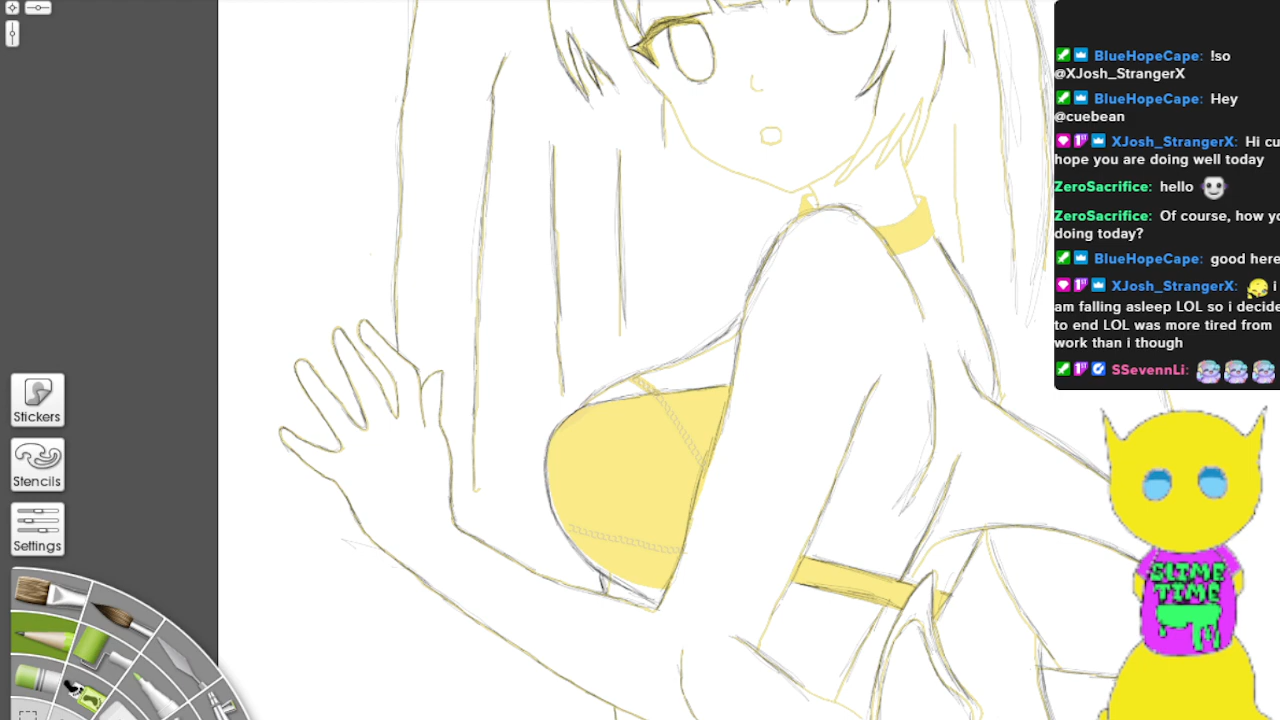 BlueHopeCape: !so
@XJosh_StrangerX
BlueHopeCape: Hey
@cuebean
XJosh_StrangerX: Hi cu
hope you are doing well today
ZeroSacrifice: hello
ZeroSacrifice: Of course, how yo
doing today?
BlueHopeCape: good here
XJosh_StrangerX: i
am falling asleep LOL so i decide
to end LOL was more tired from
work than i though
SSevennLi:
Stickers
Stencils
Settings
SLIME
TIME